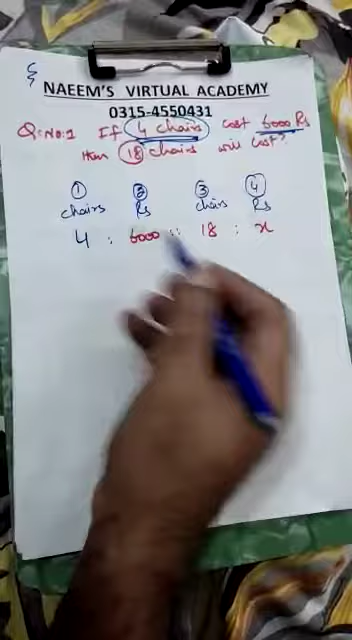 NAEEM'S VIRTUAL ACADEMY
0315-4550431
Q:No:1 If 4 chairs cost 6000 Rs
then 18 chairs will cost?
1 2 3 4
chairs Rs chairs Rs
4 : 6000 :: 18 : x